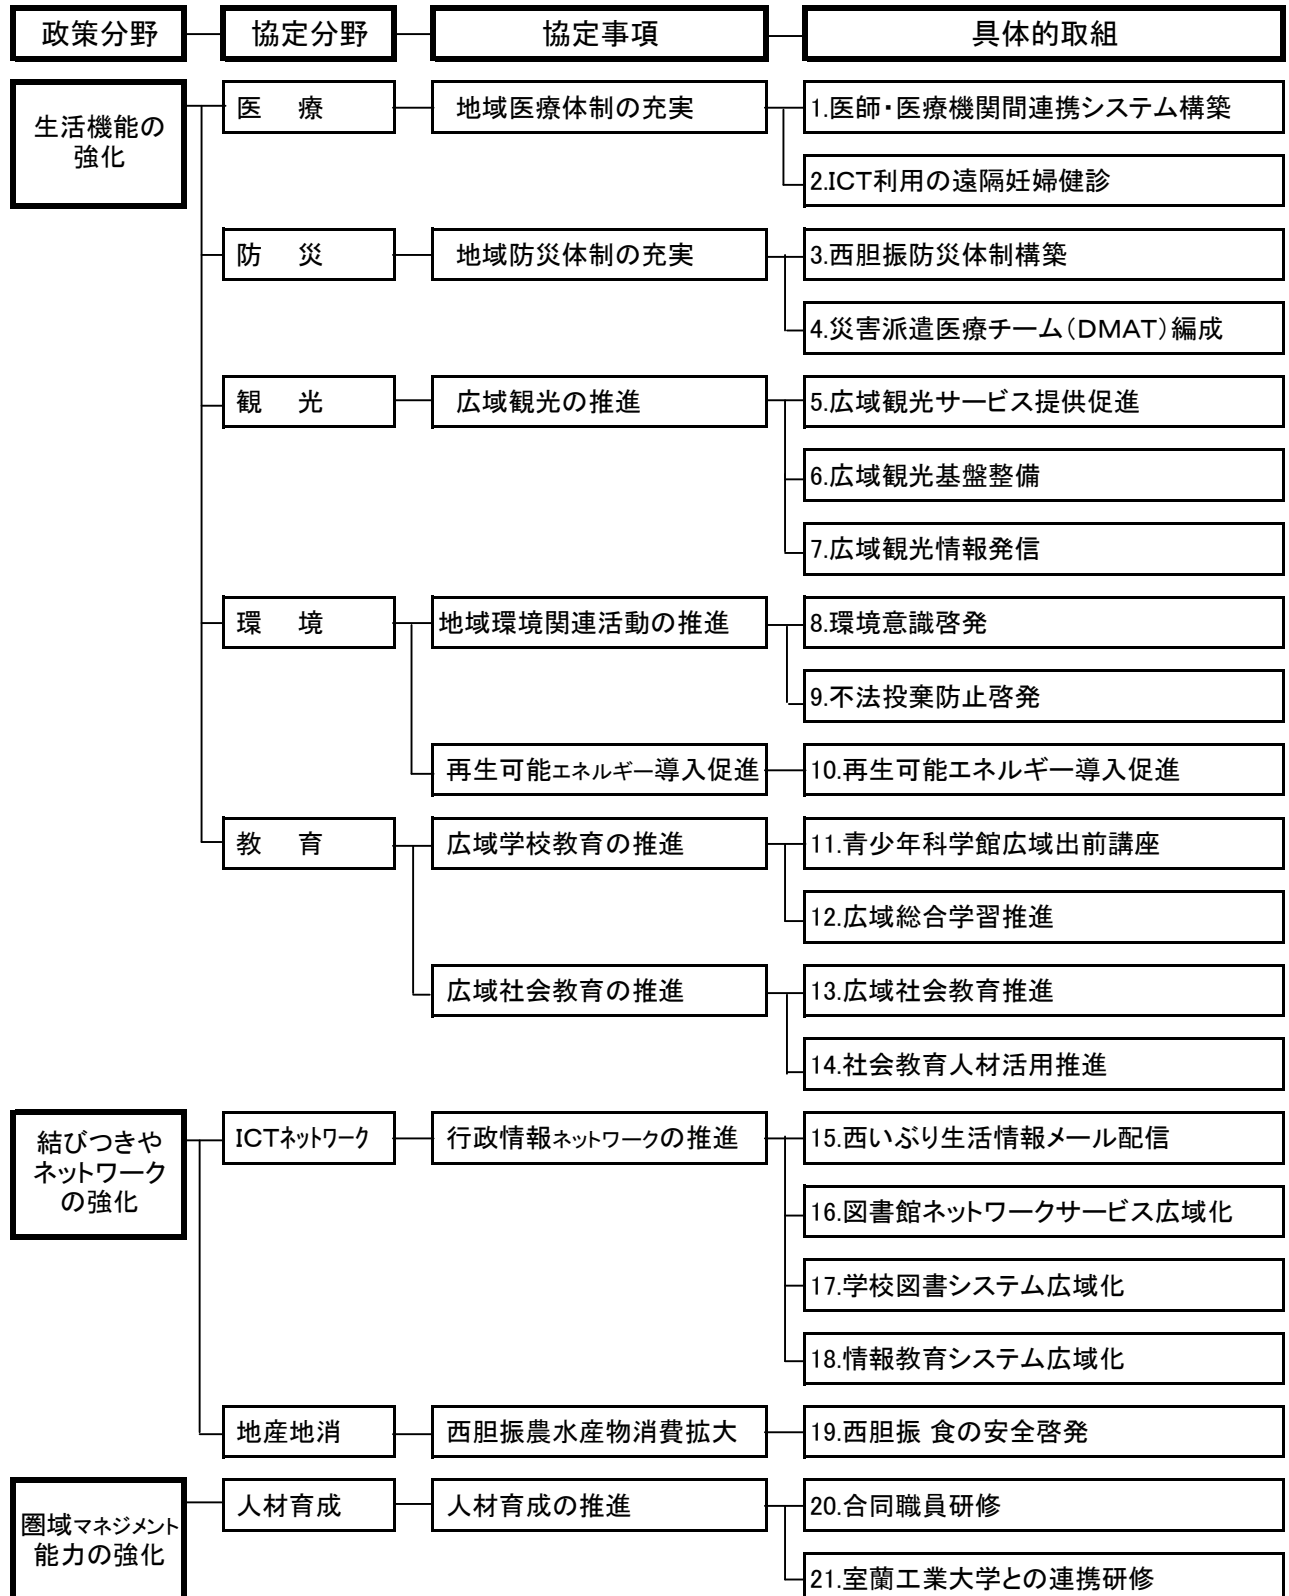 政策分野 協定分野 協定事項 具体的取組
生活機能の
強化
医　療 地域医療体制の充実 1.医師・医療機関間連携システム構築
2.ICT利用の遠隔妊婦健診
防　災 地域防災体制の充実 3.西胆振防災体制構築
4.災害派遣医療チーム（DMAT）編成
観　光 広域観光の推進 5.広域観光サービス提供促進
6.広域観光基盤整備
7.広域観光情報発信
環　境 地域環境関連活動の推進 8.環境意識啓発
9.不法投棄防止啓発
再生可能エネルギー導入促進 10.再生可能エネルギー導入促進
教　育 広域学校教育の推進 11.青少年科学館広域出前講座
12.広域総合学習推進
広域社会教育の推進 13.広域社会教育推進
14.社会教育人材活用推進
結びつきや
ネットワーク
の強化
ICTネットワーク 行政情報ネットワークの推進 15.西いぶり生活情報メール配信
16.図書館ネットワークサービス広域化
17.学校図書システム広域化
18.情報教育システム広域化
地産地消 西胆振農水産物消費拡大 19.西胆振 食の安全啓発
圏域マネジメント
能力の強化
人材育成 人材育成の推進 20.合同職員研修
21.室蘭工業大学との連携研修